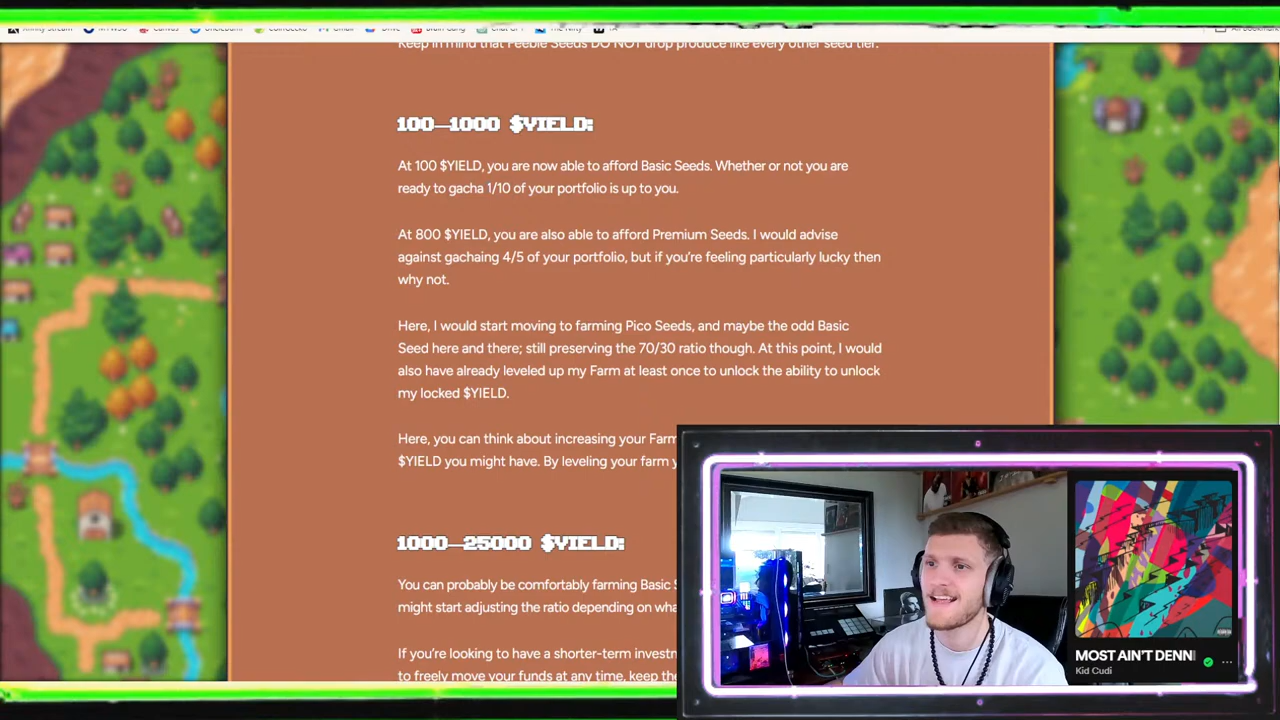 Keep in mind that Feeble Seeds DO NOT drop produce like every other seed tier.
100—1000 $YIELD:
At 100 $YIELD, you are now able to afford Basic Seeds. Whether or not you are
ready to gacha 1/10 of your portfolio is up to you.
At 800 $YIELD, you are also able to afford Premium Seeds. I would advise
against gachaing 4/5 of your portfolio, but if you're feeling particularly lucky then
why not.
Here, I would start moving to farming Pico Seeds, and maybe the odd Basic
Seed here and there; still preserving the 70/30 ratio though. At this point, I would
also have already leveled up my Farm at least once to unlock the ability to unlock
my locked $YIELD.
Here, you can think about increasing your Farm
$YIELD you might have. By leveling your farm
1000—25000 $YIELD:
You can probably be comfortably farming Basic
might start adjusting the ratio depending on
If you're looking to have a shorter-term
to freely move your funds at any time, keep
MOST AIN'T DENN
Kid Cudi